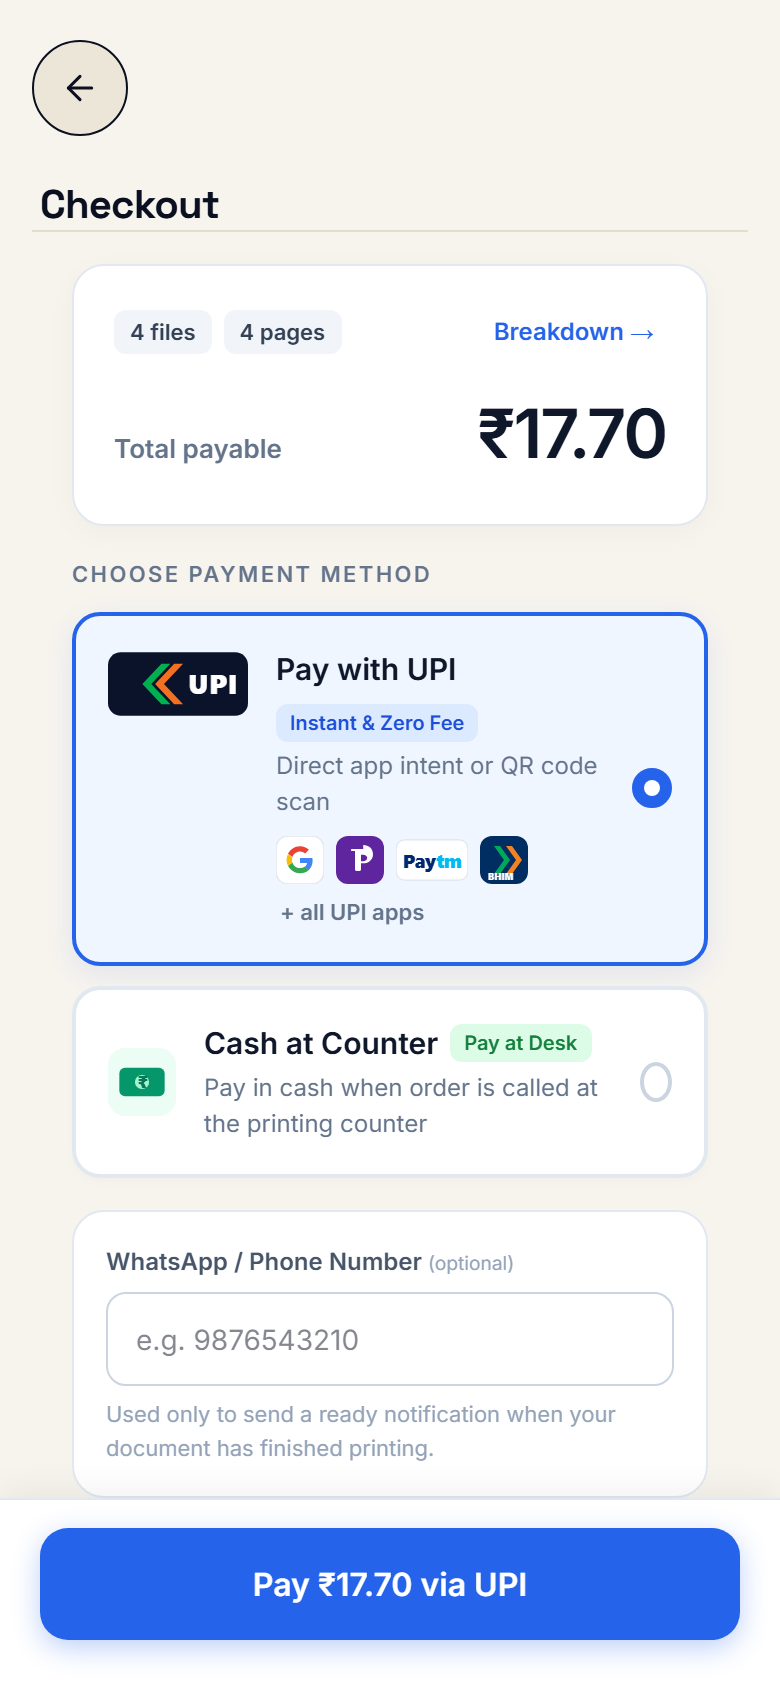 Checkout
4 files 4 pages Breakdown →
Total payable ₹17.70
CHOOSE PAYMENT METHOD
UPI Pay with UPI
Instant & Zero Fee
Direct app intent or QR code
scan
G P Paytm BHIM
+ all UPI apps
Cash at Counter Pay at Desk
₹ Pay in cash when order is called at
the printing counter
WhatsApp / Phone Number (optional)
e.g. 9876543210
Used only to send a ready notification when your
document has finished printing.
Pay ₹17.70 via UPI